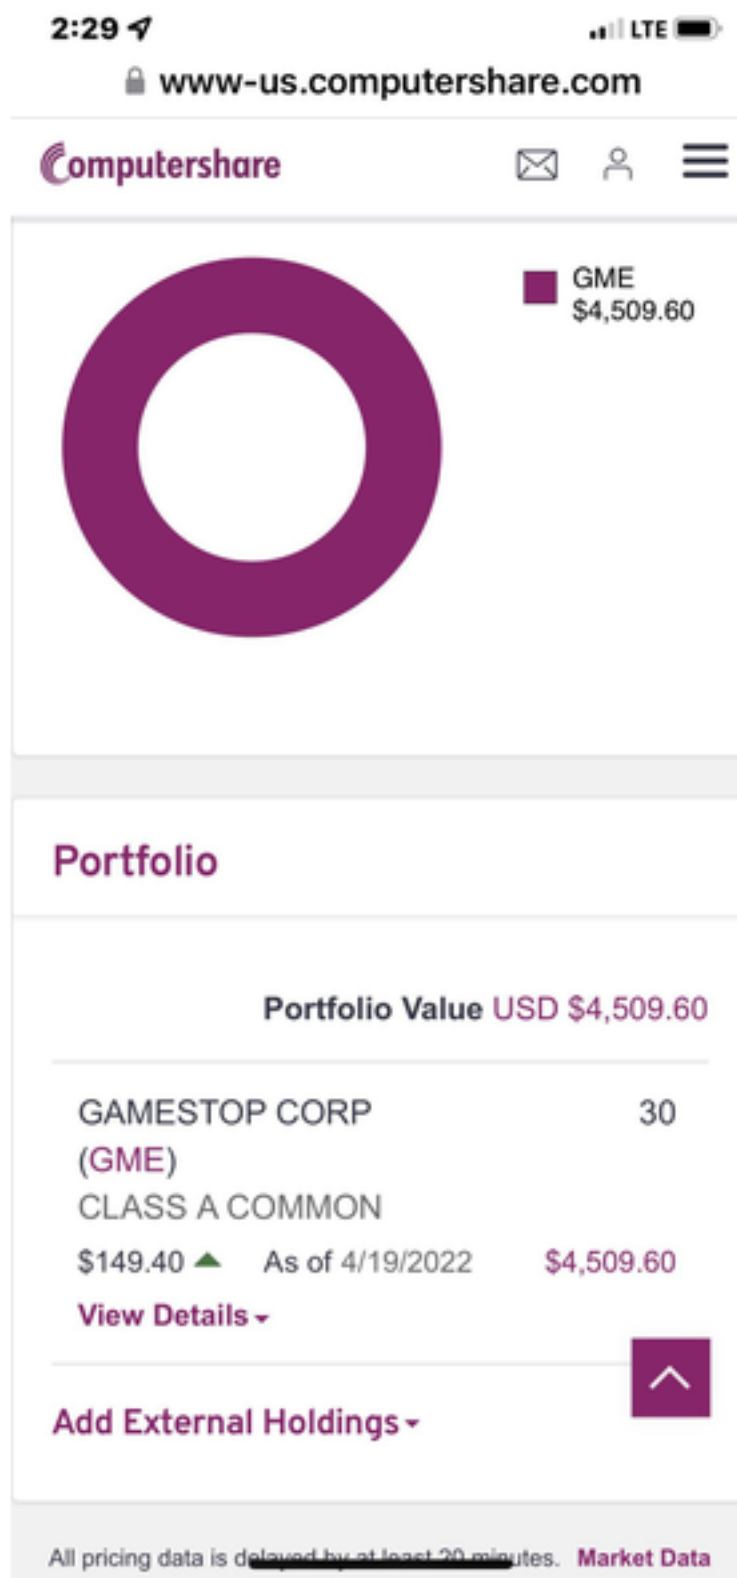 2:29 LTE
www-us.computershare.com
Computershare
GME
$4,509.60
Portfolio
Portfolio Value USD $4,509.60
GAMESTOP CORP 30
(GME)
CLASS A COMMON
$149.40 As of 4/19/2022 $4,509.60
View Details
Add External Holdings
All pricing data is delayed by at least 20 minutes. Market Data